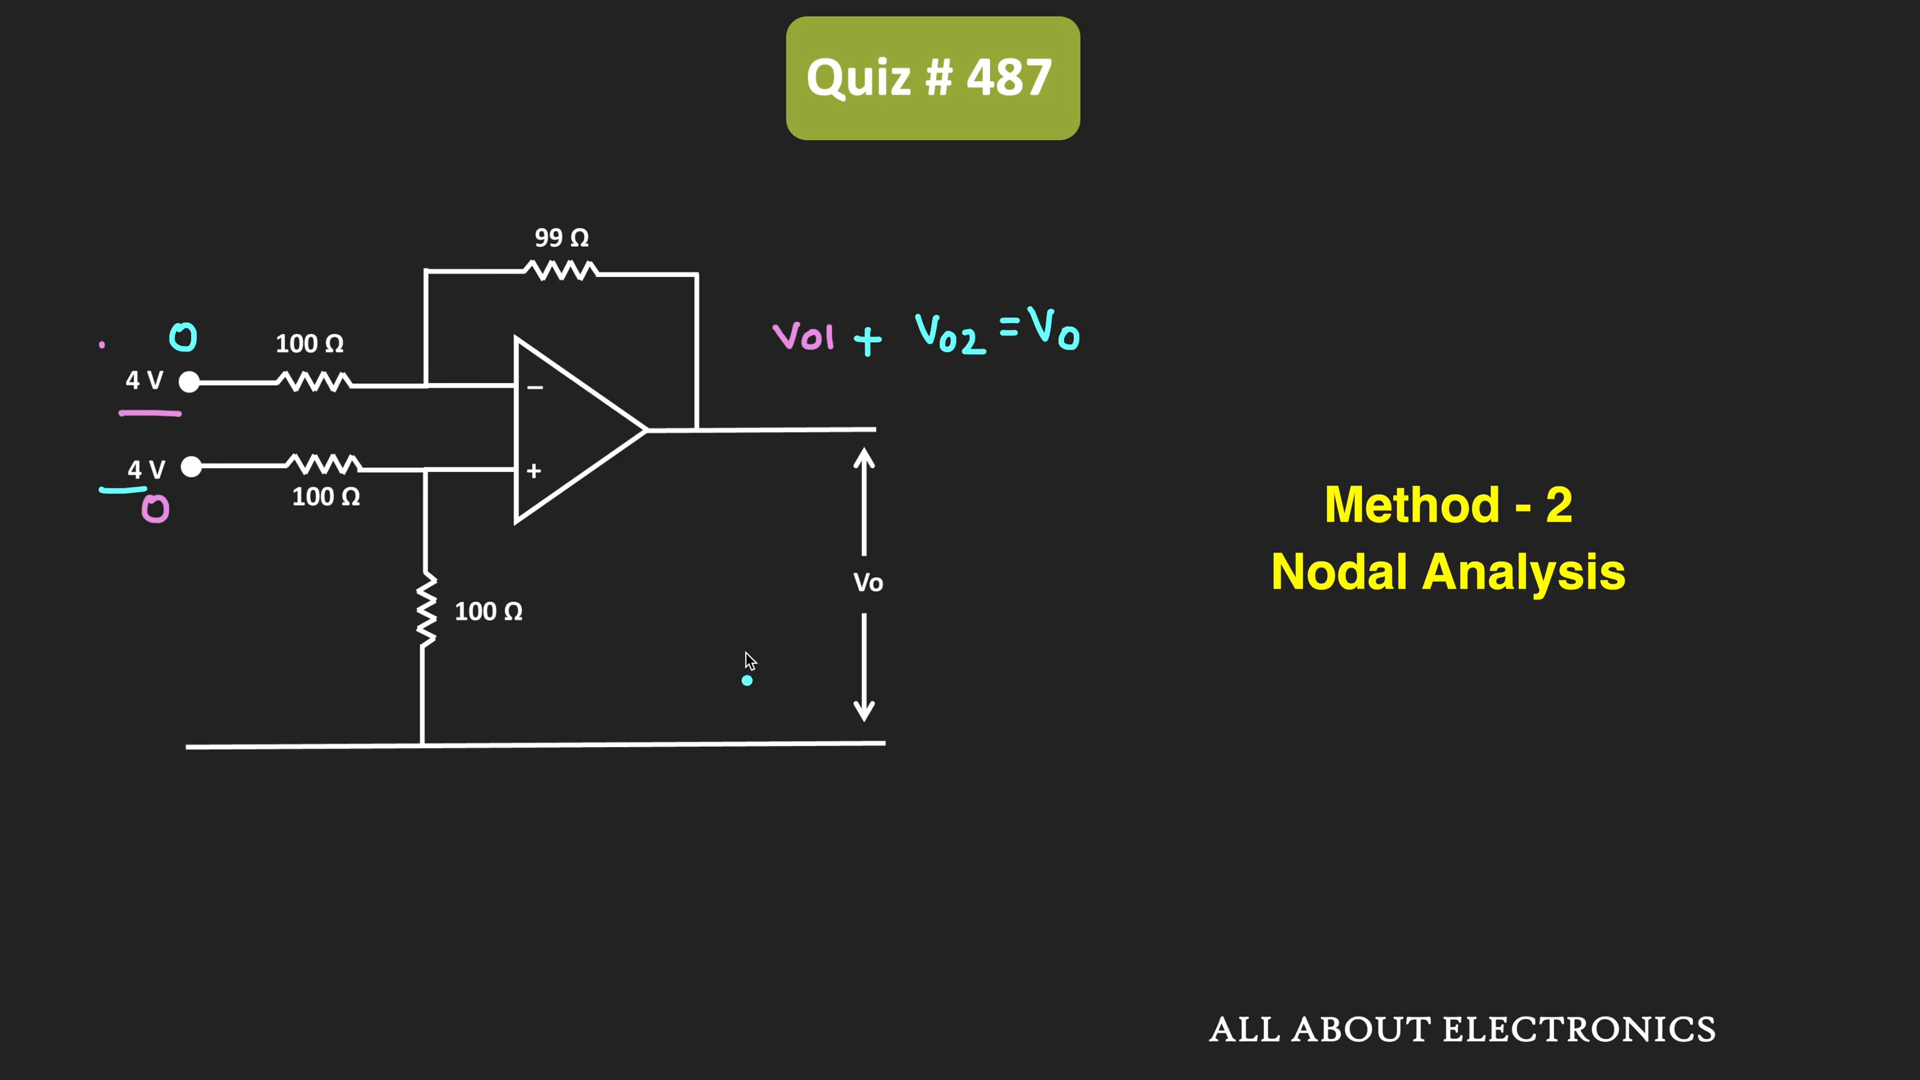 Quiz # 487
99 Ω
0
100 Ω
Vo1 + Vo2 = Vo
4 V
−
4 V
+
0
100 Ω
Method - 2
Nodal Analysis
Vo
100 Ω
ALL ABOUT ELECTRONICS